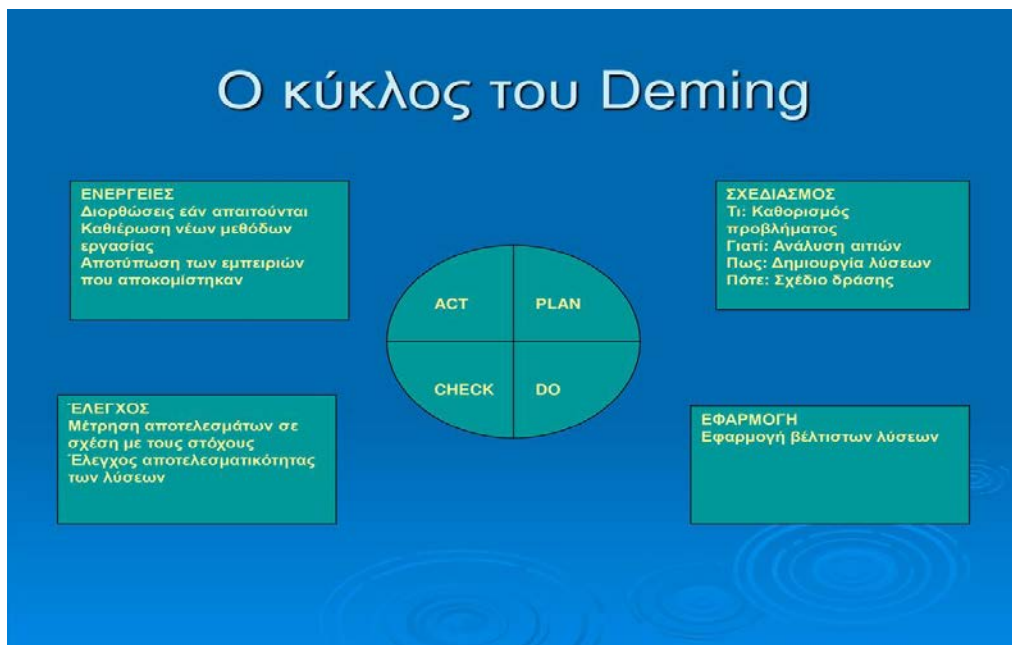 Ο κύκλος του Deming
ΕΝΕΡΓΕΙΕΣ
Διορθώσεις εάν απαιτούνται
Καθιέρωση νέων μεθόδων
εργασίας
Αποτύπωση των εμπειριών
που αποκομίστηκαν
ΣΧΕΔΙΑΣΜΟΣ
Τι: Καθορισμός
προβλήματος
Γιατί: Ανάλυση αιτιών
Πως: Δημιουργία λύσεων
Πότε: Σχέδιο δράσης
ACT
PLAN
CHECK
DO
Έλεγχος
Μέτρηση αποτελεσμάτων σε
σχέση με τους στόχους
Έλεγχος αποτελεσματικότητας
των λύσεων
ΕΦΑΡΜΟΓΗ
Εφαρμογή βέλτιστων λύσεων